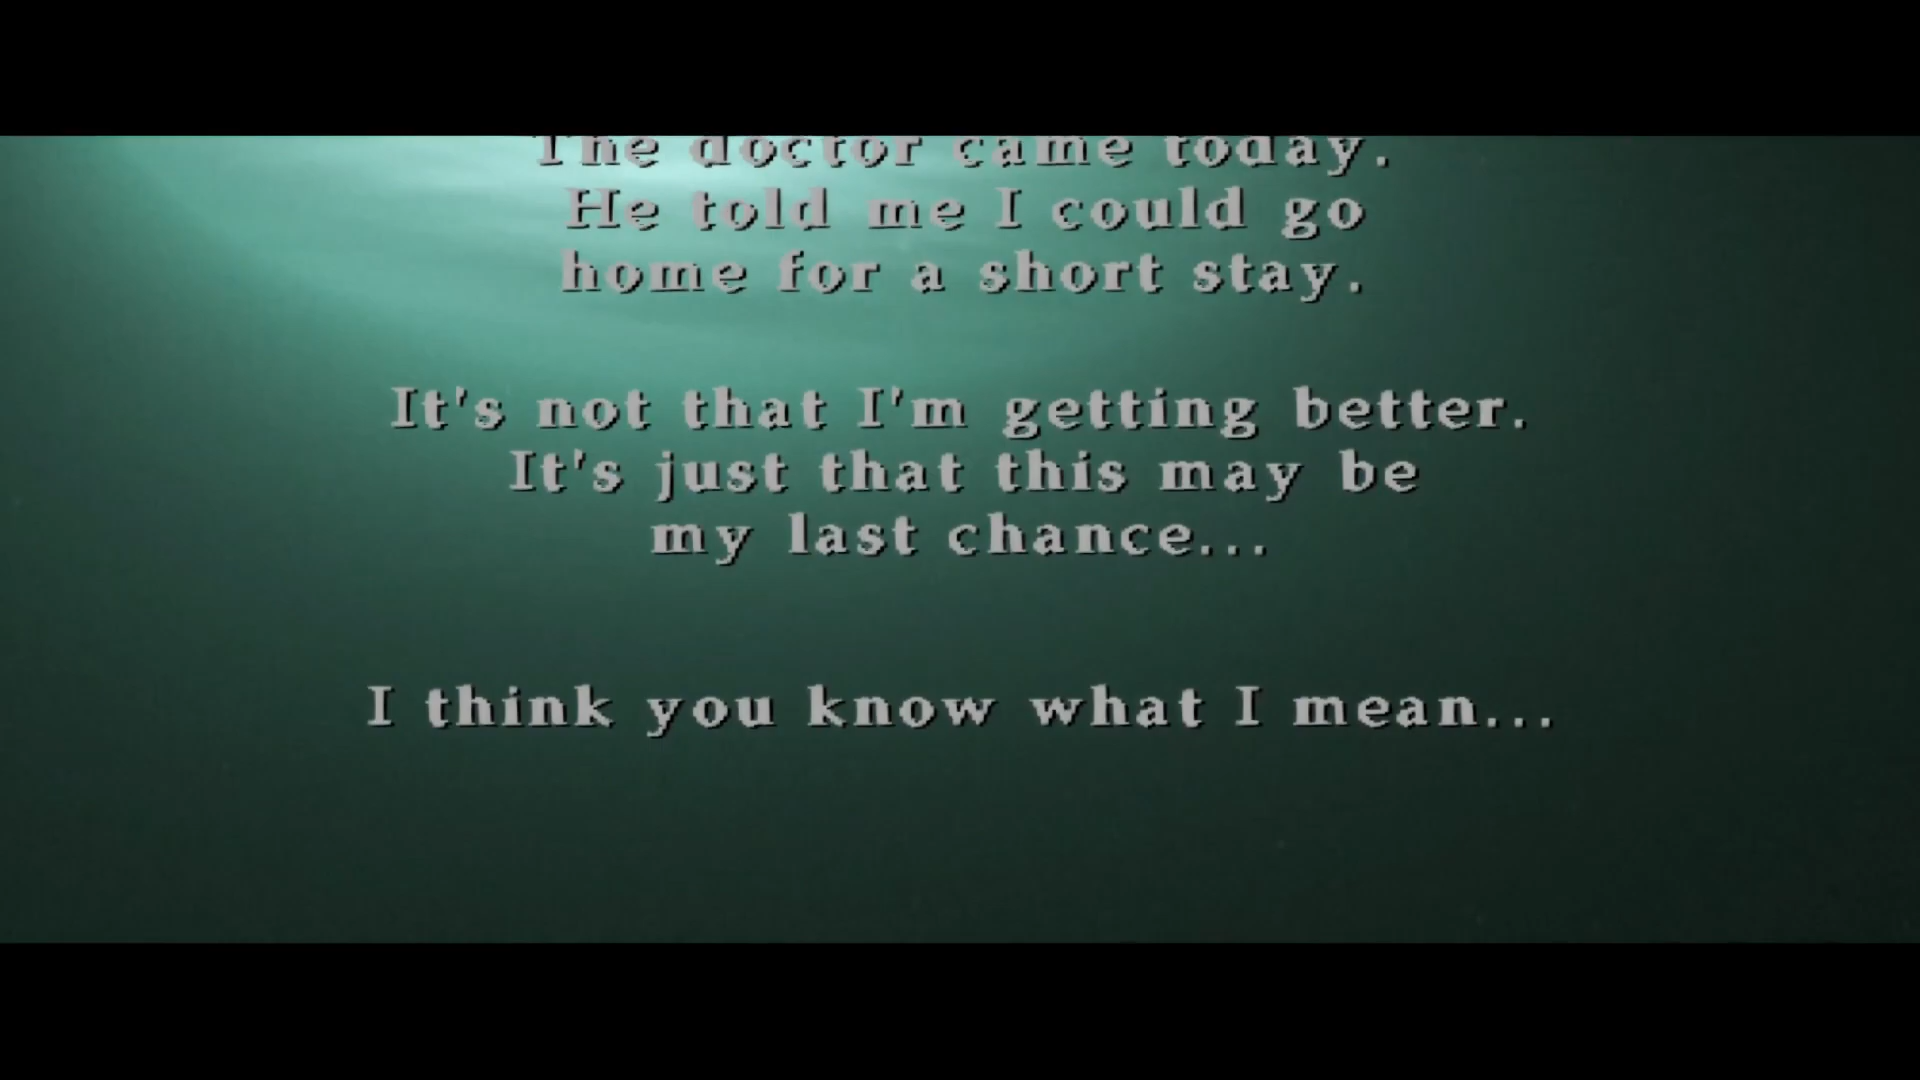 The doctor came today.
He told me I could go
home for a short stay.
It's not that I'm getting better.
It's just that this may be
my last chance...
I think you know what I mean...